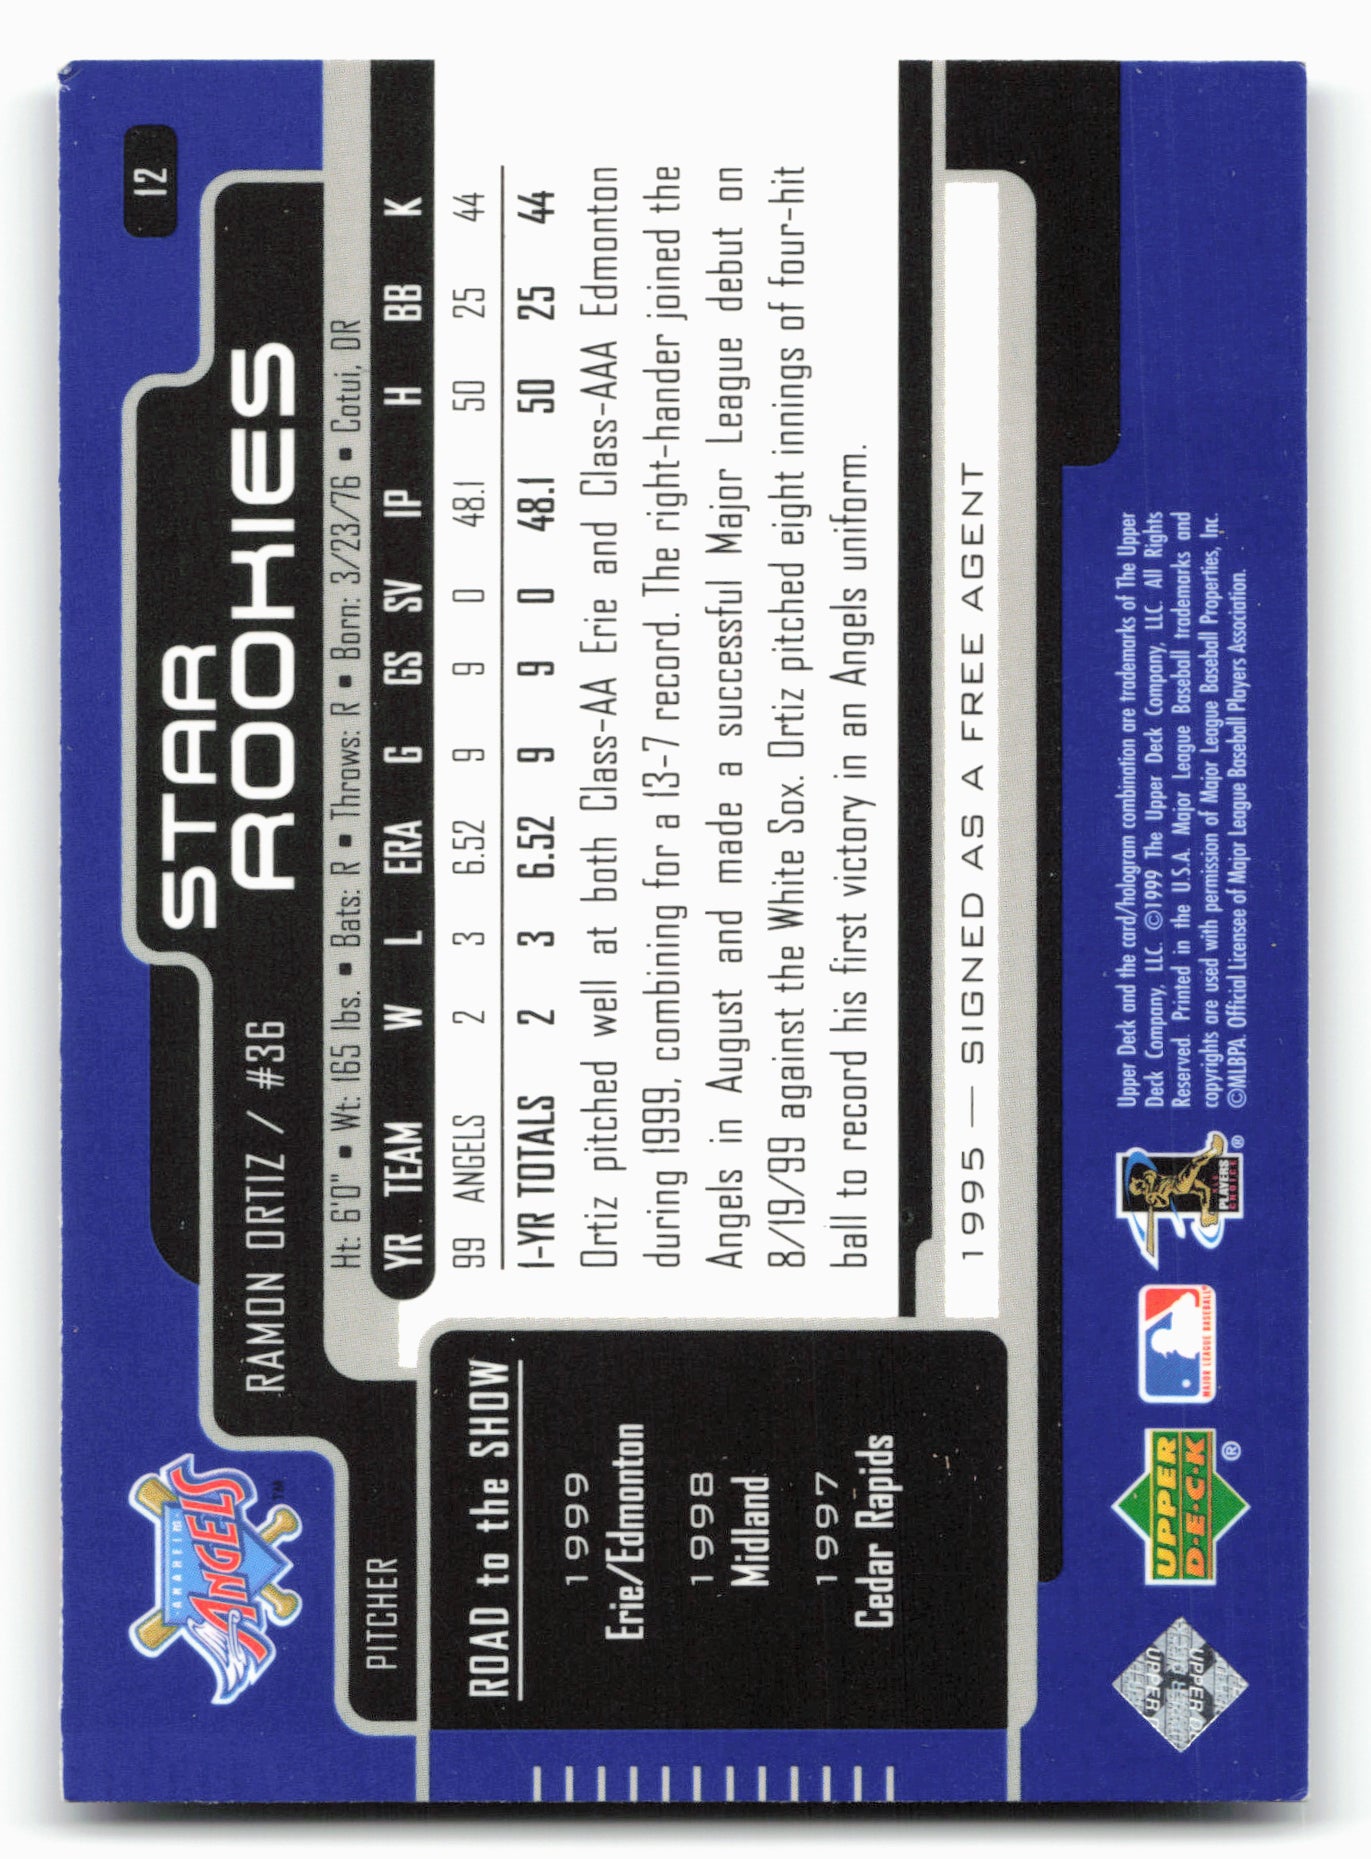 12
STAR
ROOKIES
RAMON ORTIZ / #36
ANAHEIM
ANGELS
TM
PITCHER
Ht: 6'0" ■ Wt: 165 lbs. ■ Bats: R ■ Throws: R ■ Born: 3/23/76 ■ Cotui, DR
YR TEAM W L ERA G GS SV IP H BB K
99 ANGELS 2 3 6.52 9 9 0 48.1 50 25 44
1-YR TOTALS 2 3 6.52 9 9 0 48.1 50 25 44
Ortiz pitched well at both Class-AA Erie and Class-AAA Edmonton
during 1999, combining for a 13-7 record. The right-hander joined the
Angels in August and made a successful Major League debut on
8/19/99 against the White Sox. Ortiz pitched eight innings of four-hit
ball to record his first victory in an Angels uniform.
ROAD to the SHOW
1999
Erie/Edmonton
1998
Midland
1997
Cedar Rapids
1995 — SIGNED AS A FREE AGENT
UPPER DECK
UPPER
D·E·C·K
®
MAJOR LEAGUE BASEBALL
PLAYERS
CHOICE
®
Upper Deck and the card/hologram combination are trademarks of The Upper
Deck Company, LLC. ©1999 The Upper Deck Company, LLC. All Rights
Reserved. Printed in the U.S.A. Major League Baseball trademarks and
copyrights are used with permission of Major League Baseball Properties, Inc.
©MLBPA. Official Licensee of Major League Baseball Players Association.